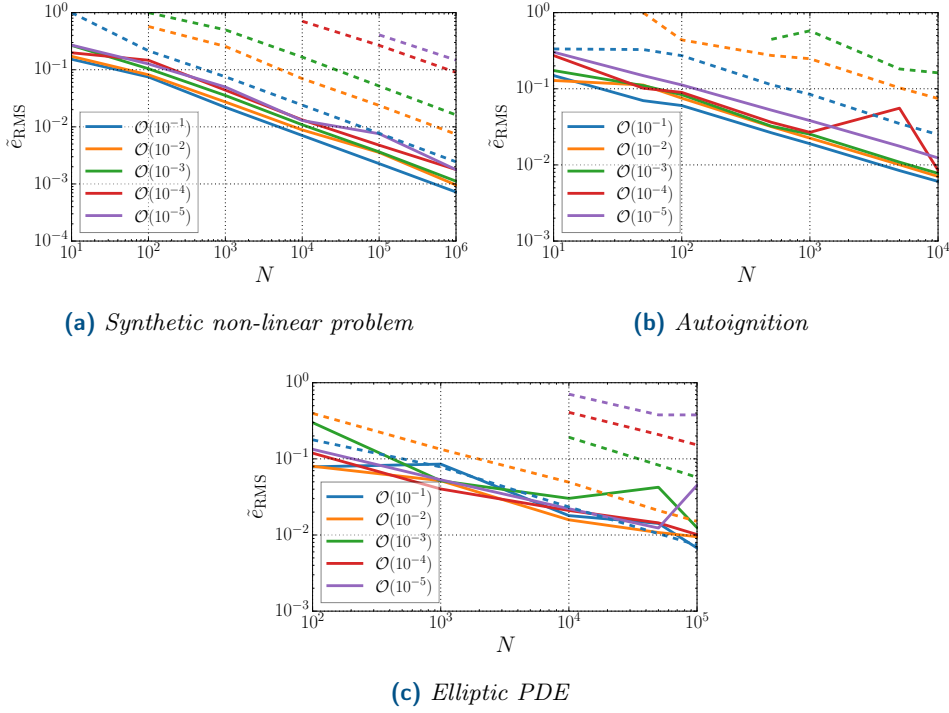 10^0
10^{-1}
10^{-2}
10^{-3}
10^{-4}
ẽ_RMS
O(10^{-1})
O(10^{-2})
O(10^{-3})
O(10^{-4})
O(10^{-5})
10^1 10^2 10^3 10^4 10^5 10^6
N
(a) Synthetic non-linear problem
10^0
10^{-1}
10^{-2}
10^{-3}
ẽ_RMS
O(10^{-1})
O(10^{-2})
O(10^{-3})
O(10^{-4})
O(10^{-5})
10^1 10^2 10^3 10^4
N
(b) Autoignition
10^0
10^{-1}
10^{-2}
10^{-3}
ẽ_RMS
O(10^{-1})
O(10^{-2})
O(10^{-3})
O(10^{-4})
O(10^{-5})
10^2 10^3 10^4 10^5
N
(c) Elliptic PDE